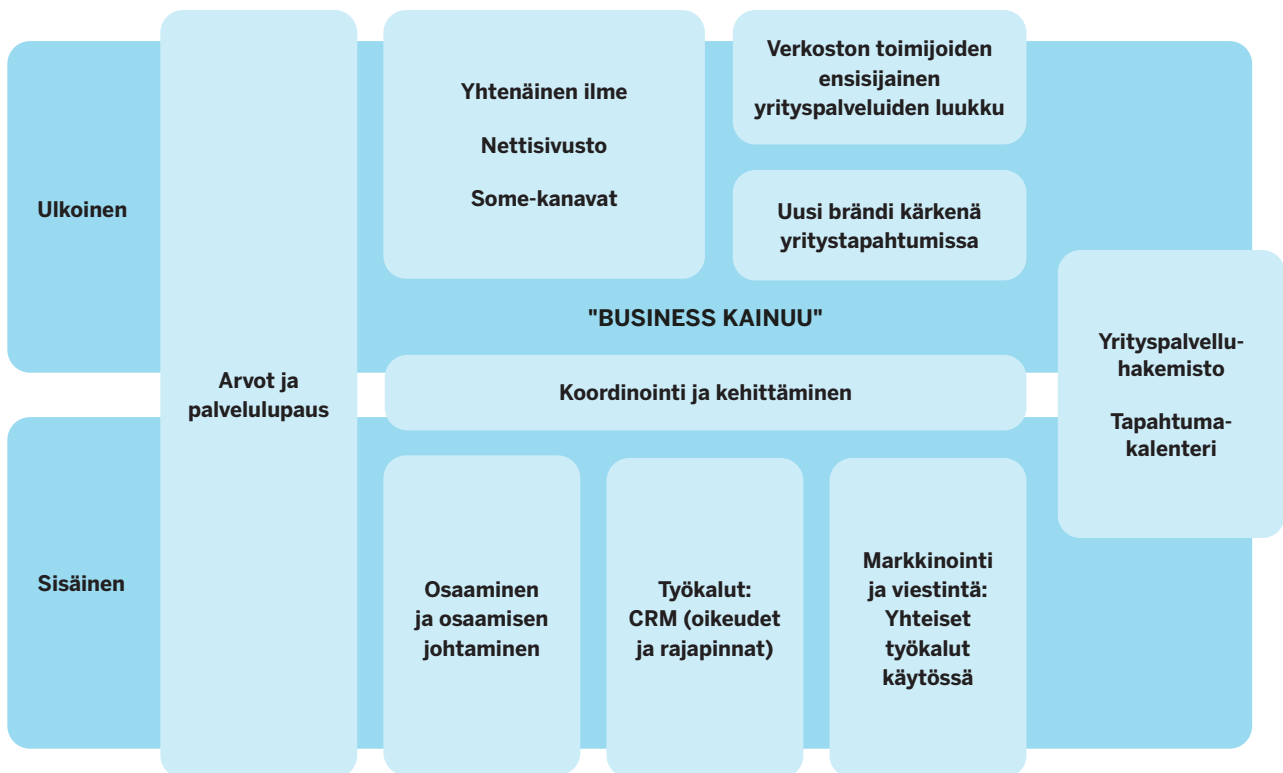 Ulkoinen
Arvot ja
palvelulupaus
Yhtenäinen ilme
Nettisivusto
Some-kanavat
Verkoston toimijoiden
ensisijainen
yrityspalveluiden luukku
Uusi brändi kärkenä
yritystapahtumissa
"BUSINESS KAINUU"
Koordinointi ja kehittäminen
Yrityspalvellu-
hakemisto
Tapahtuma-
kalenteri
Sisäinen
Osaaminen
ja osaamisen
johtaminen
Työkalut:
CRM (oikeudet
ja rajapinnat)
Markkinointi
ja viestintä:
Yhteiset
työkalut
käytössä